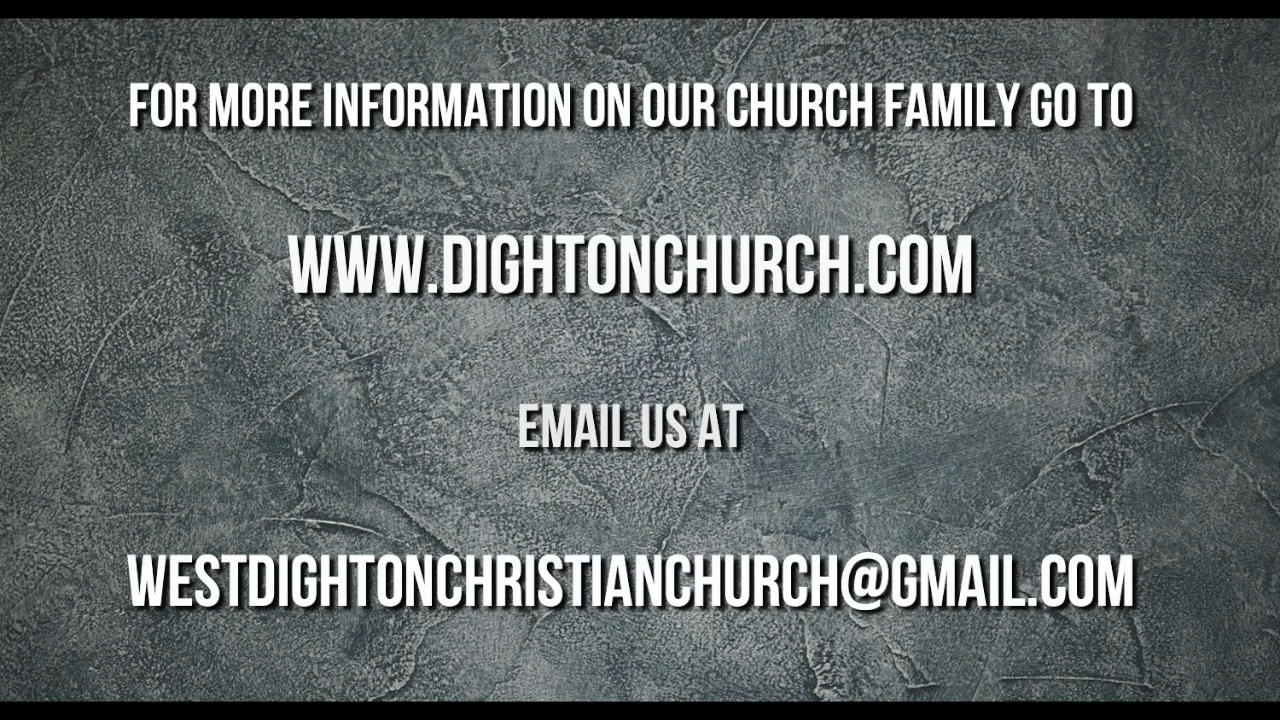 FOR MORE INFORMATION ON OUR CHURCH FAMILY GO TO
WWW.DIGHTONCHURCH.COM
EMAIL US AT
WESTDIGHTONCHRISTIANCHURCH@GMAIL.COM